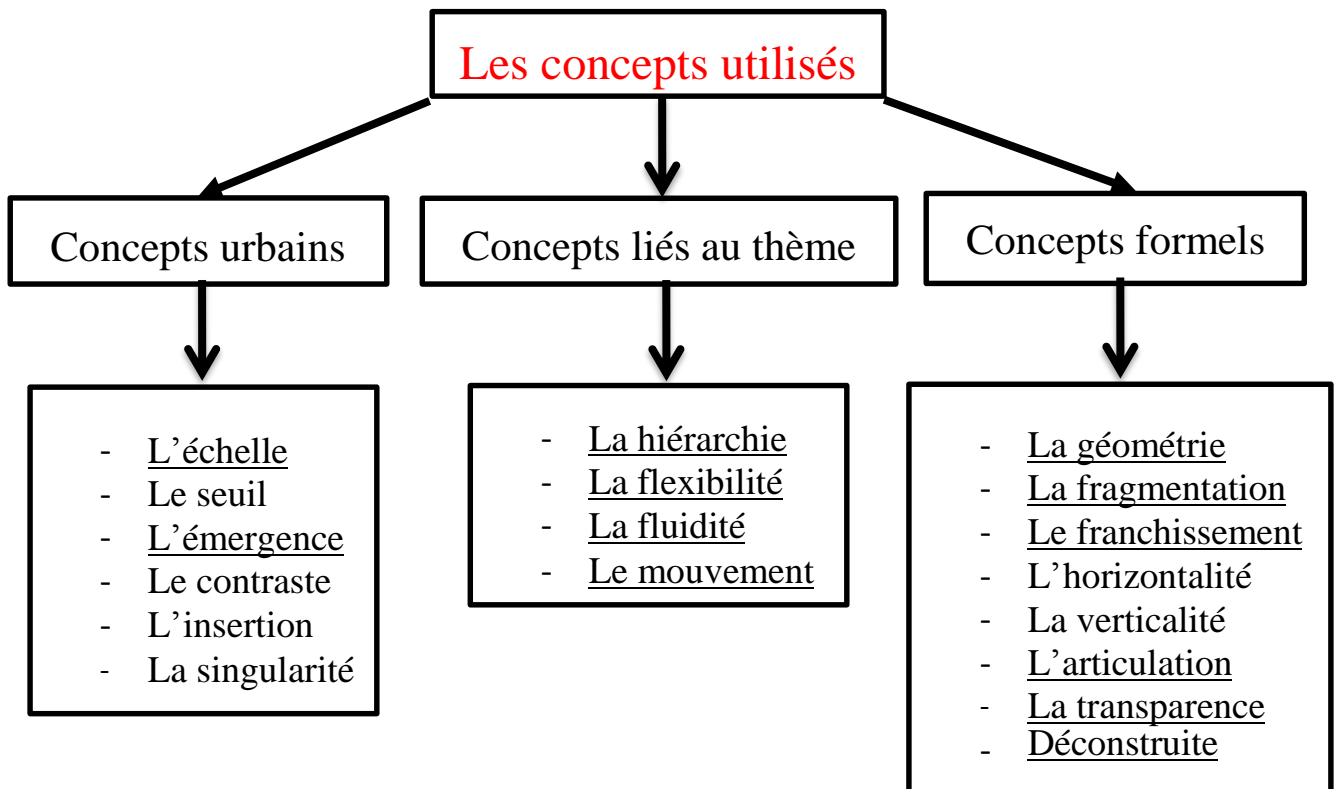 Les concepts utilisés
Concepts urbains
Concepts liés au thème
Concepts formels
- L’échelle
- Le seuil
- L’émergence
- Le contraste
- L’insertion
- La singularité
- La hiérarchie
- La flexibilité
- La fluidité
- Le mouvement
- La géométrie
- La fragmentation
- Le franchissement
- L’horizontalité
- La verticalité
- L’articulation
- La transparence
- Déconstruite